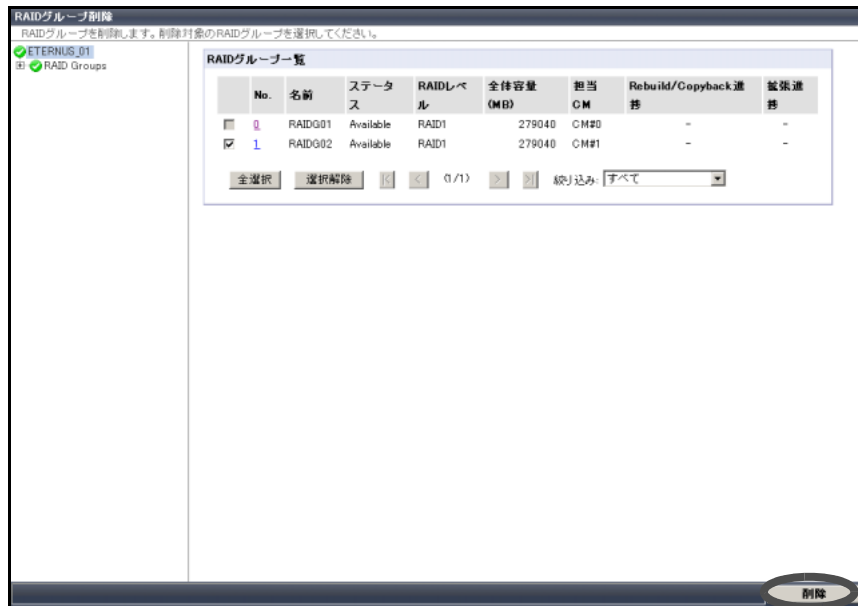 RAIDグループ削除
RAIDグループを削除します。削除対象のRAIDグループを選択してください。
ETERNUS_01
RAID Groups
RAIDグループ一覧
No. 名前 ステータス RAIDレベル 全体容量(MB) 担当CM Rebuild/Copyback進捗 拡張進捗
0 RAIDG01 Available RAID1 279040 CM#0 - -
1 RAIDG02 Available RAID1 279040 CM#1 - -
全選択 選択解除 |< < (1/1) > >| 絞り込み: すべて
削除